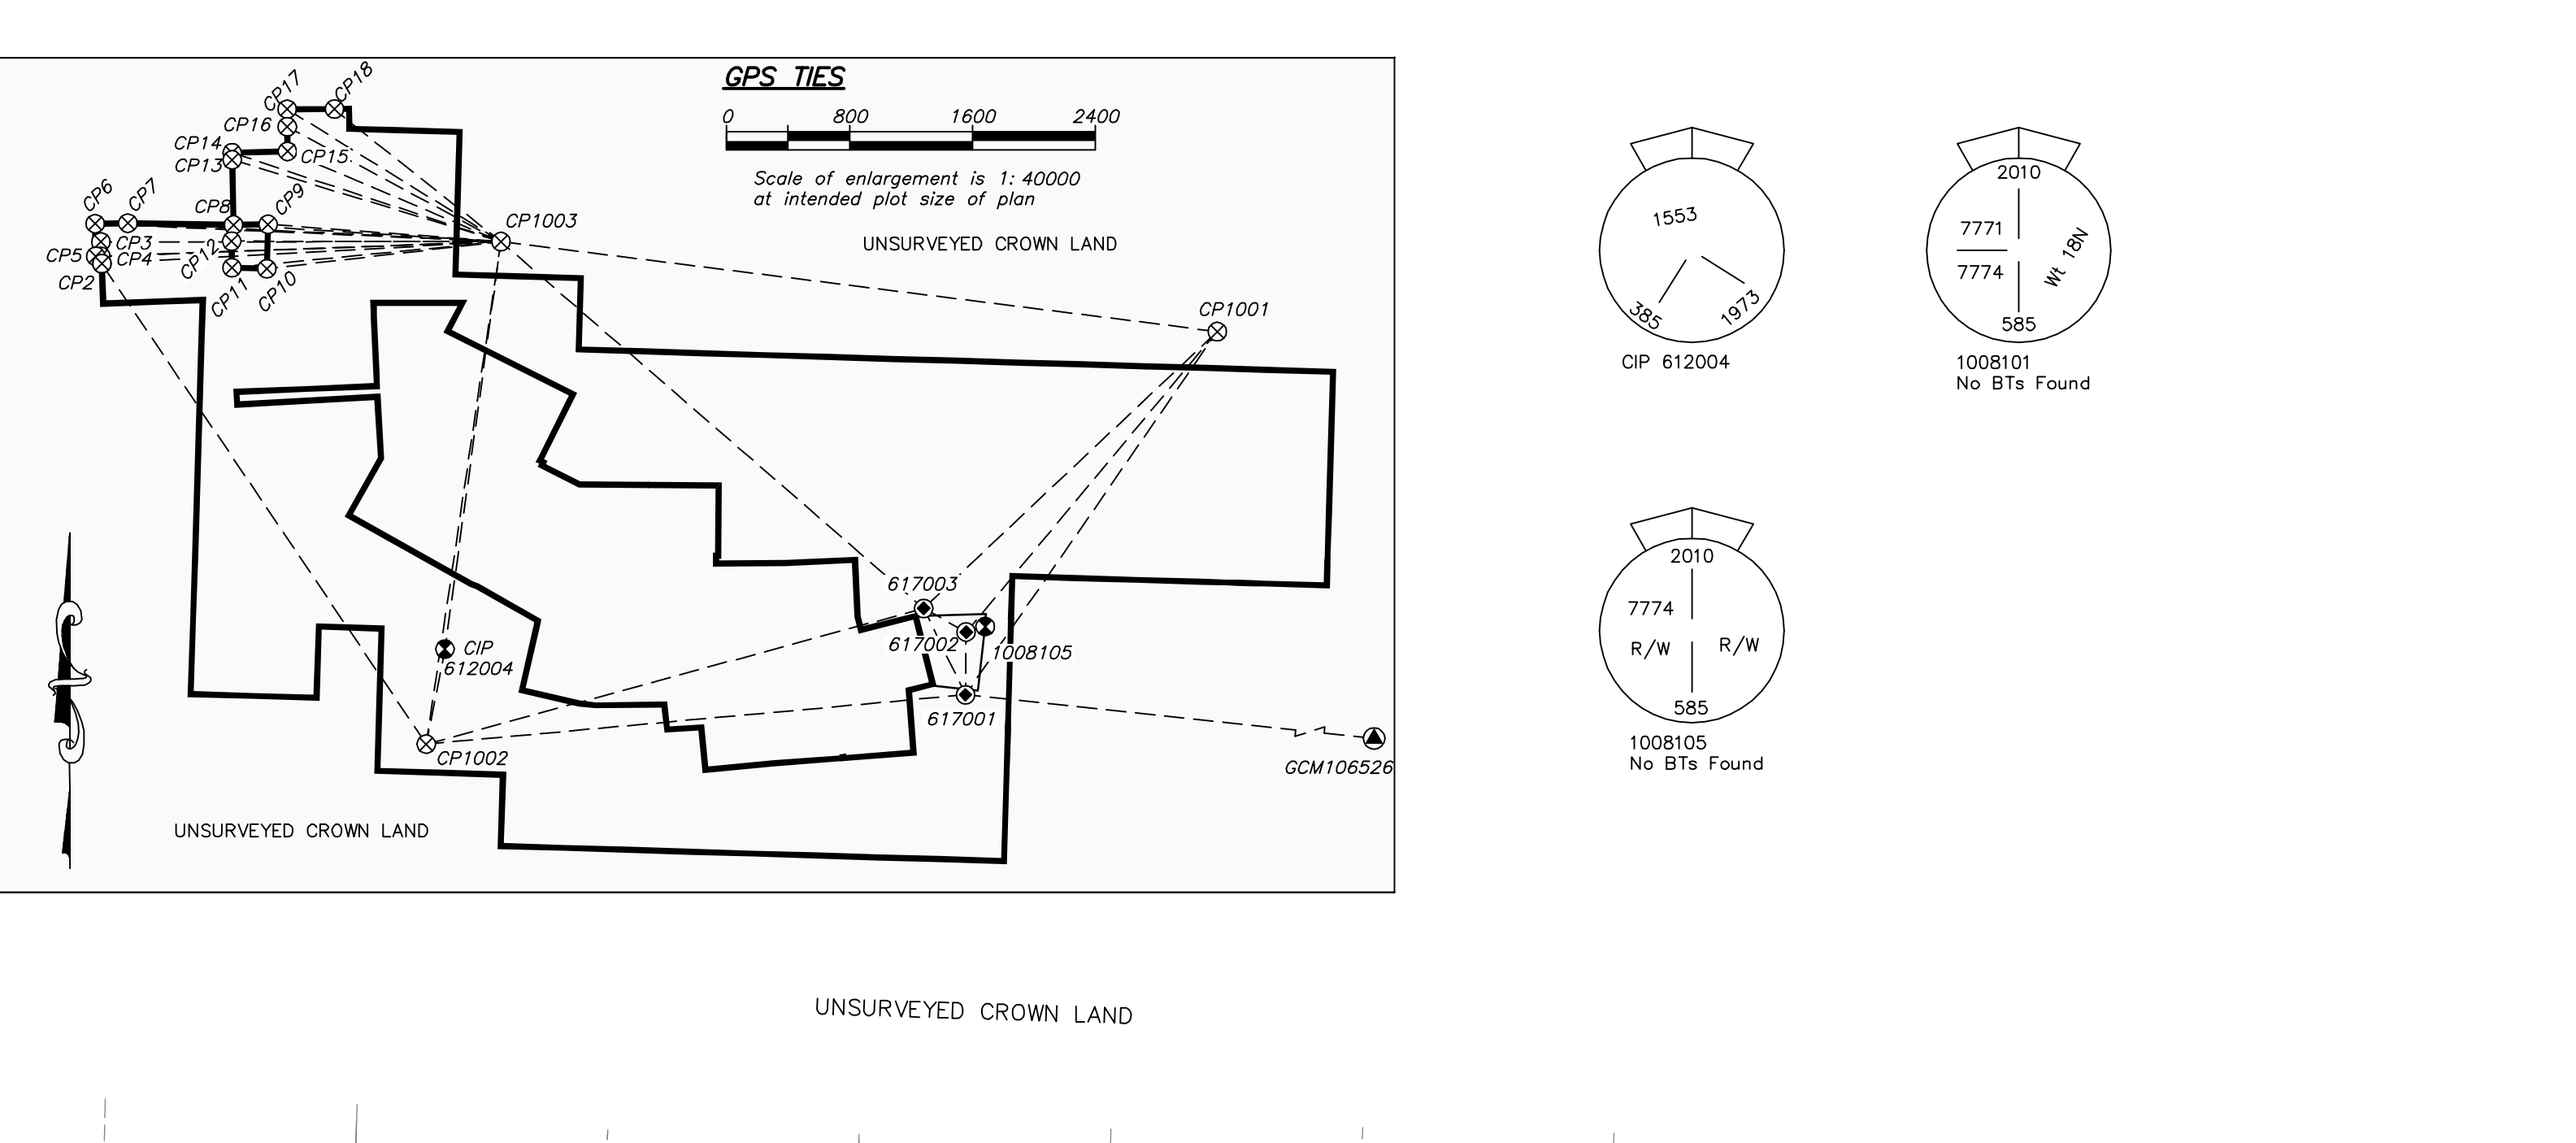 GPS TIES
0 800 1600 2400
Scale of enlargement is 1: 40000
at intended plot size of plan
UNSURVEYED CROWN LAND
CP17
CP18
CP16
CP14
CP15
CP13
CP6
CP7
CP8
CP9
CP1003
CP3
CP5
CP4
CP12
CP2
CP11
CP10
CP1001
617003
617002
1008105
CIP
612004
617001
CP1002
GCM106526
UNSURVEYED CROWN LAND
1553
385
1973
CIP 612004
2010
7771
7774
Wt 18N
585
1008101
No BTs Found
2010
7774
R/W
R/W
585
1008105
No BTs Found
UNSURVEYED CROWN LAND